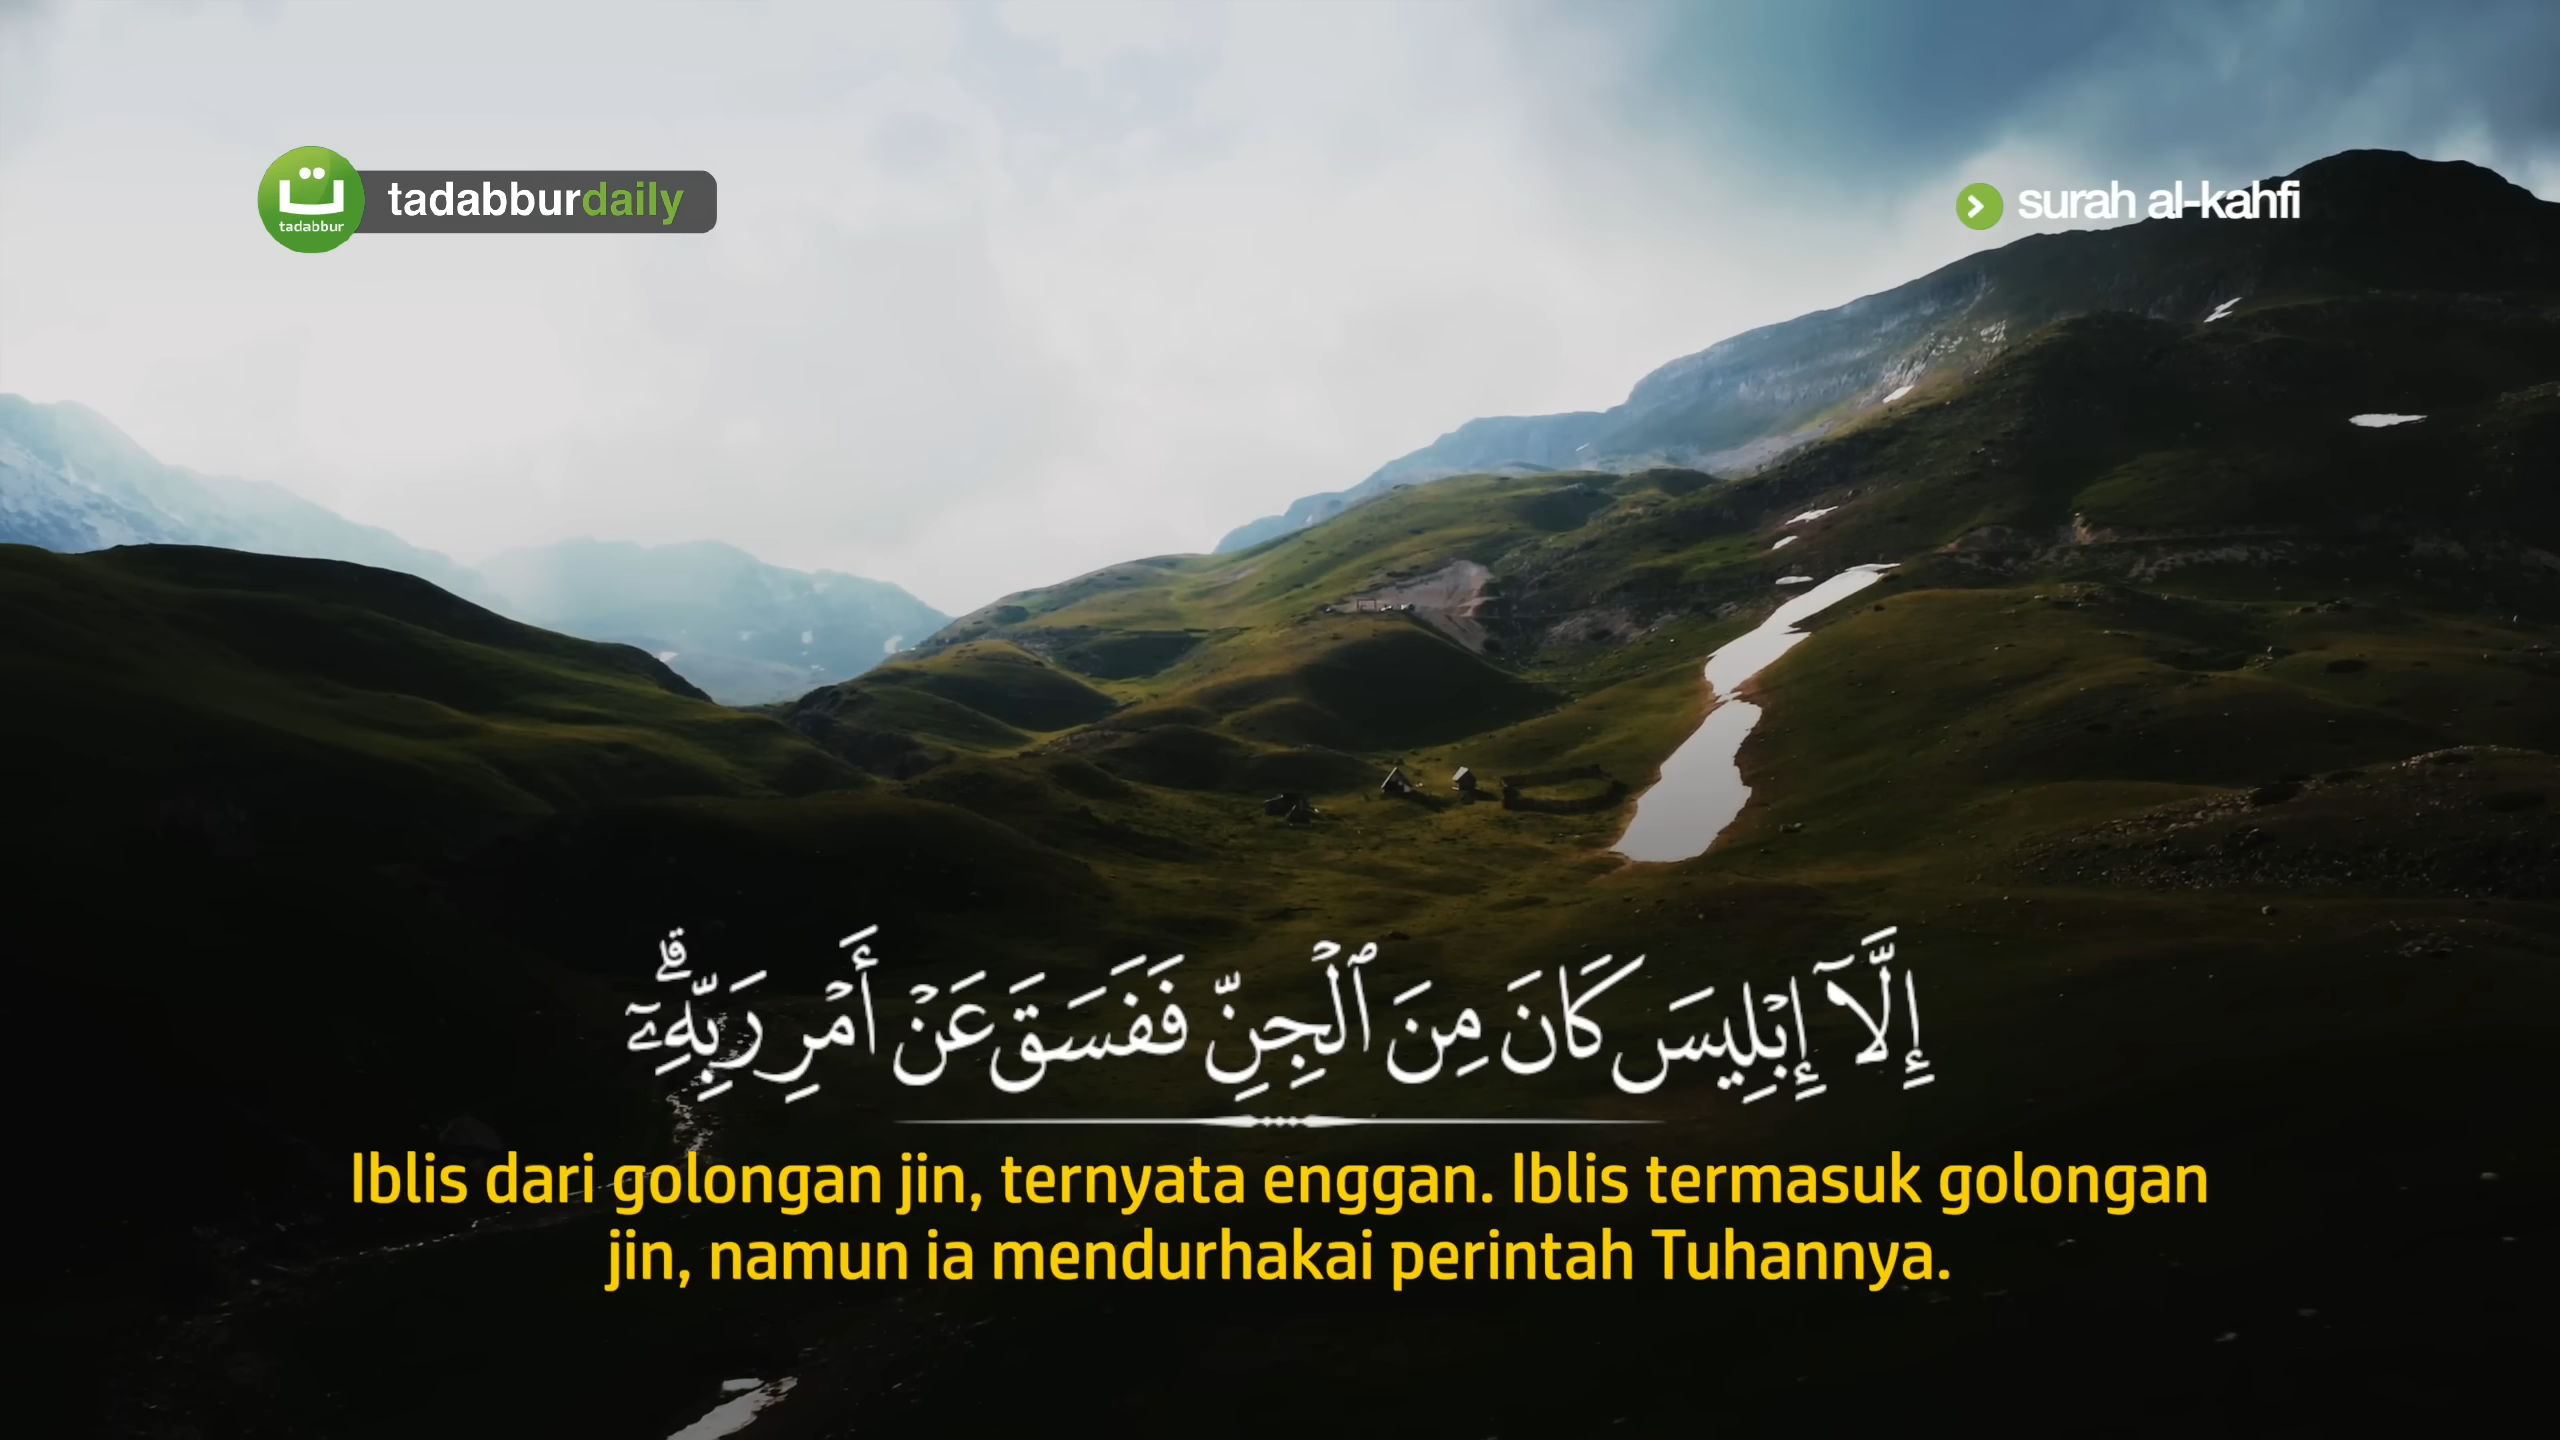 ت
tadabbur
tadabburdaily
surah al-kahfi
إِلَّآ إِبْلِيسَ كَانَ مِنَ ٱلْجِنِّ فَفَسَقَ عَنْ أَمْرِ رَبِّهِۦٓ ۗ
Iblis dari golongan jin, ternyata enggan. Iblis termasuk golongan
jin, namun ia mendurhakai perintah Tuhannya.